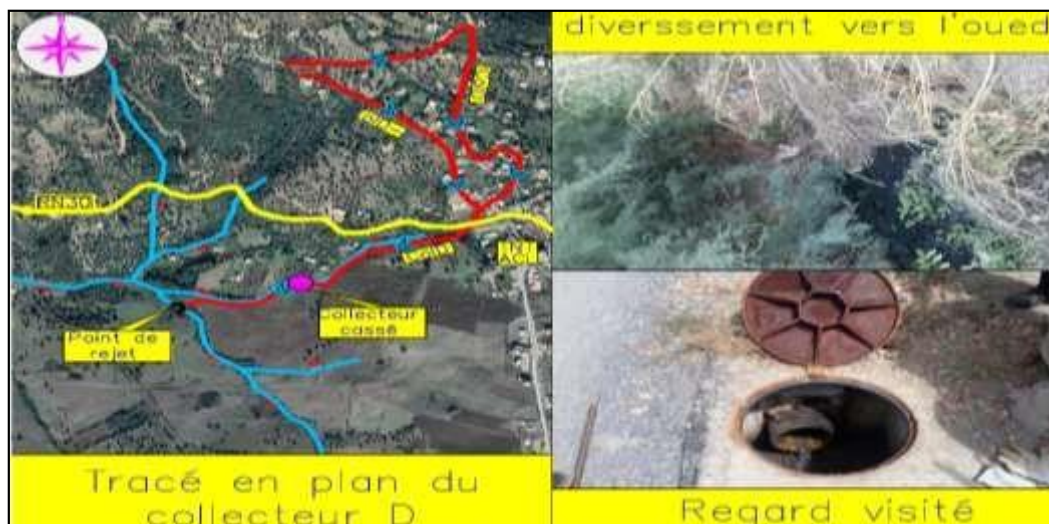 diverssement vers l'oued
RN30
Point de
rejet
Collecteur
cassé
Tracé en plan du
collecteur D
Regard visité